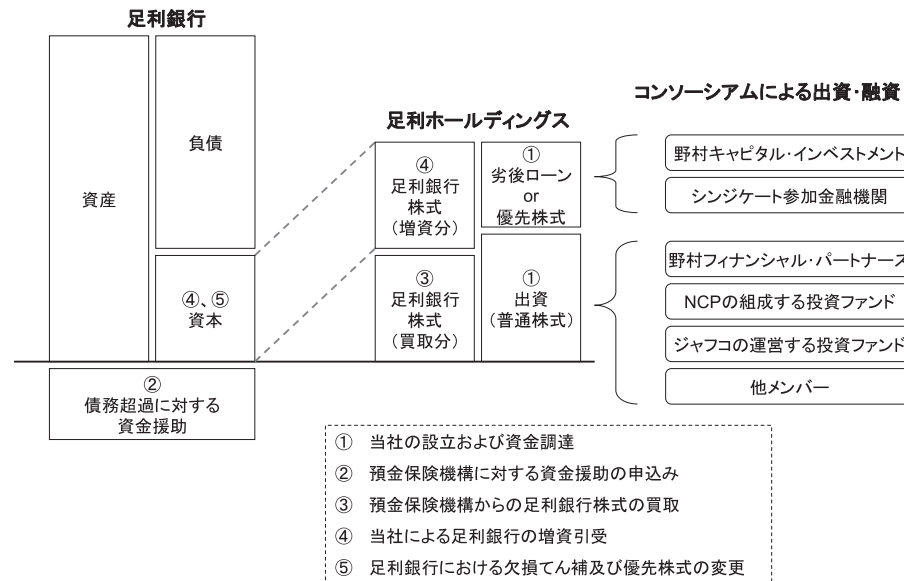 足利銀行
資産
負債
④、⑤
資本
②
債務超過に対する
資金援助
足利ホールディングス
④
足利銀行
株式
(増資分)
③
足利銀行
株式
(買取分)
①
劣後ローン
or
優先株式
①
出資
(普通株式)
コンソーシアムによる出資・融資
野村キャピタル・インベストメント
シンジケート参加金融機関
野村フィナンシャル・パートナーズ
NCPの組成する投資ファンド
ジャフコの運営する投資ファンド
他メンバー
① 当社の設立および資金調達
② 預金保険機構に対する資金援助の申込み
③ 預金保険機構からの足利銀行株式の買取
④ 当社による足利銀行の増資引受
⑤ 足利銀行における欠損てん補及び優先株式の変更